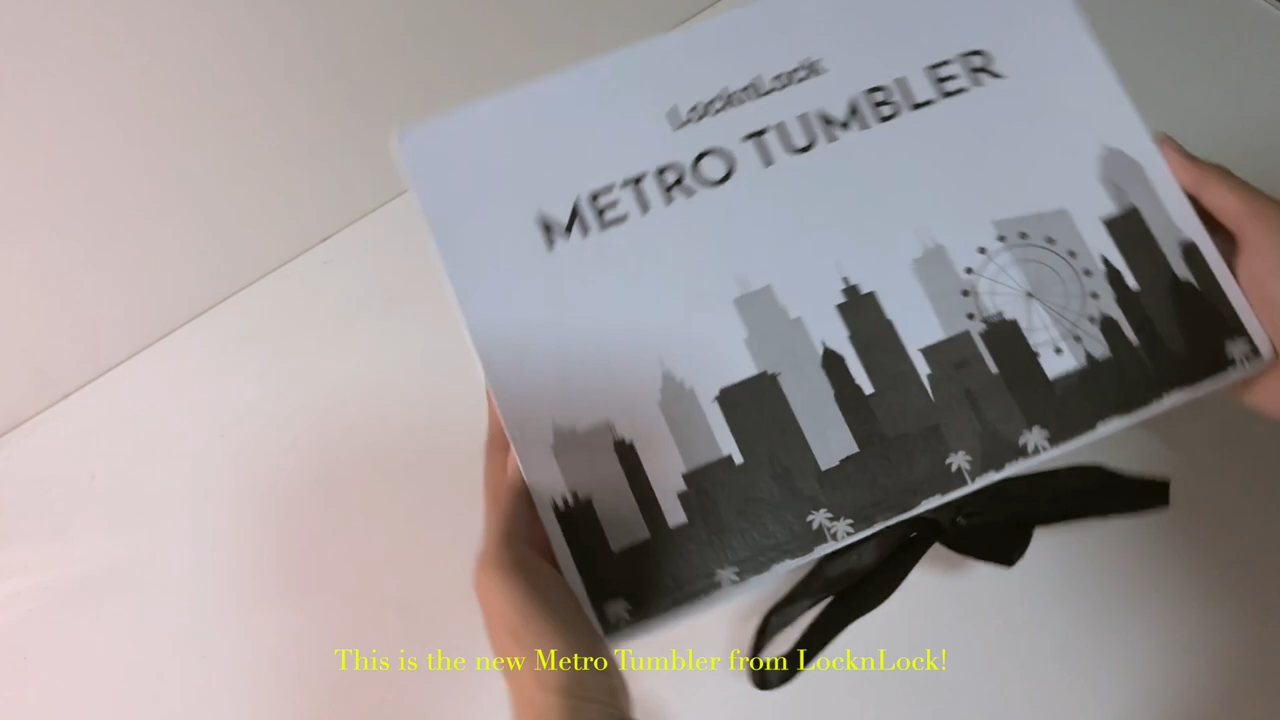 LocknLock
METRO TUMBLER
This is the new Metro Tumbler from LocknLock!